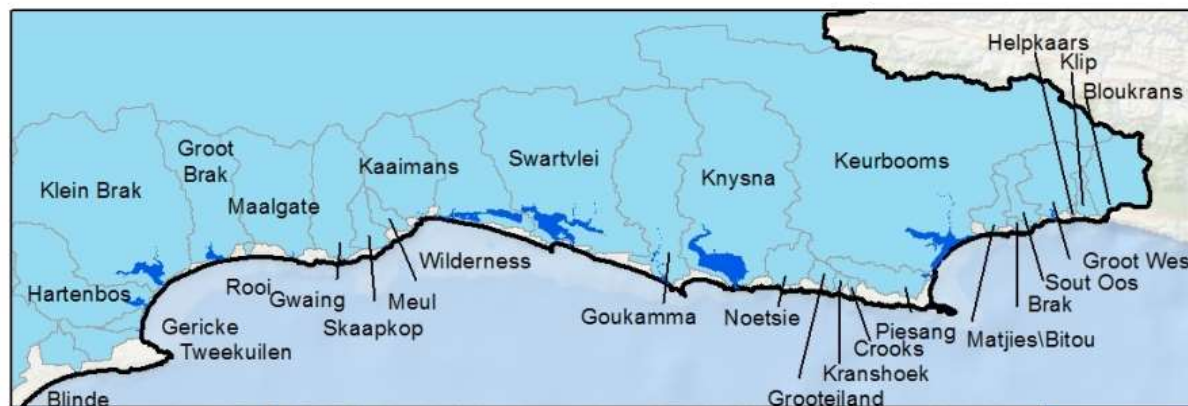 Helpkaars
Klip
Bloukrans
Groot
Brak
Kaaimans
Swartvlei
Keurbooms
Klein Brak
Knysna
Maalgate
Wilderness
Groot Wes
Hartenbos
Rooi
Gwaing
Meul
Sout Oos
Skaapkop
Goukamma
Noetsie
Piesang
Brak
Gericke
Matjies\Bitou
Tweekuilen
Crooks
Kranshoek
Grooteiland
Blinde